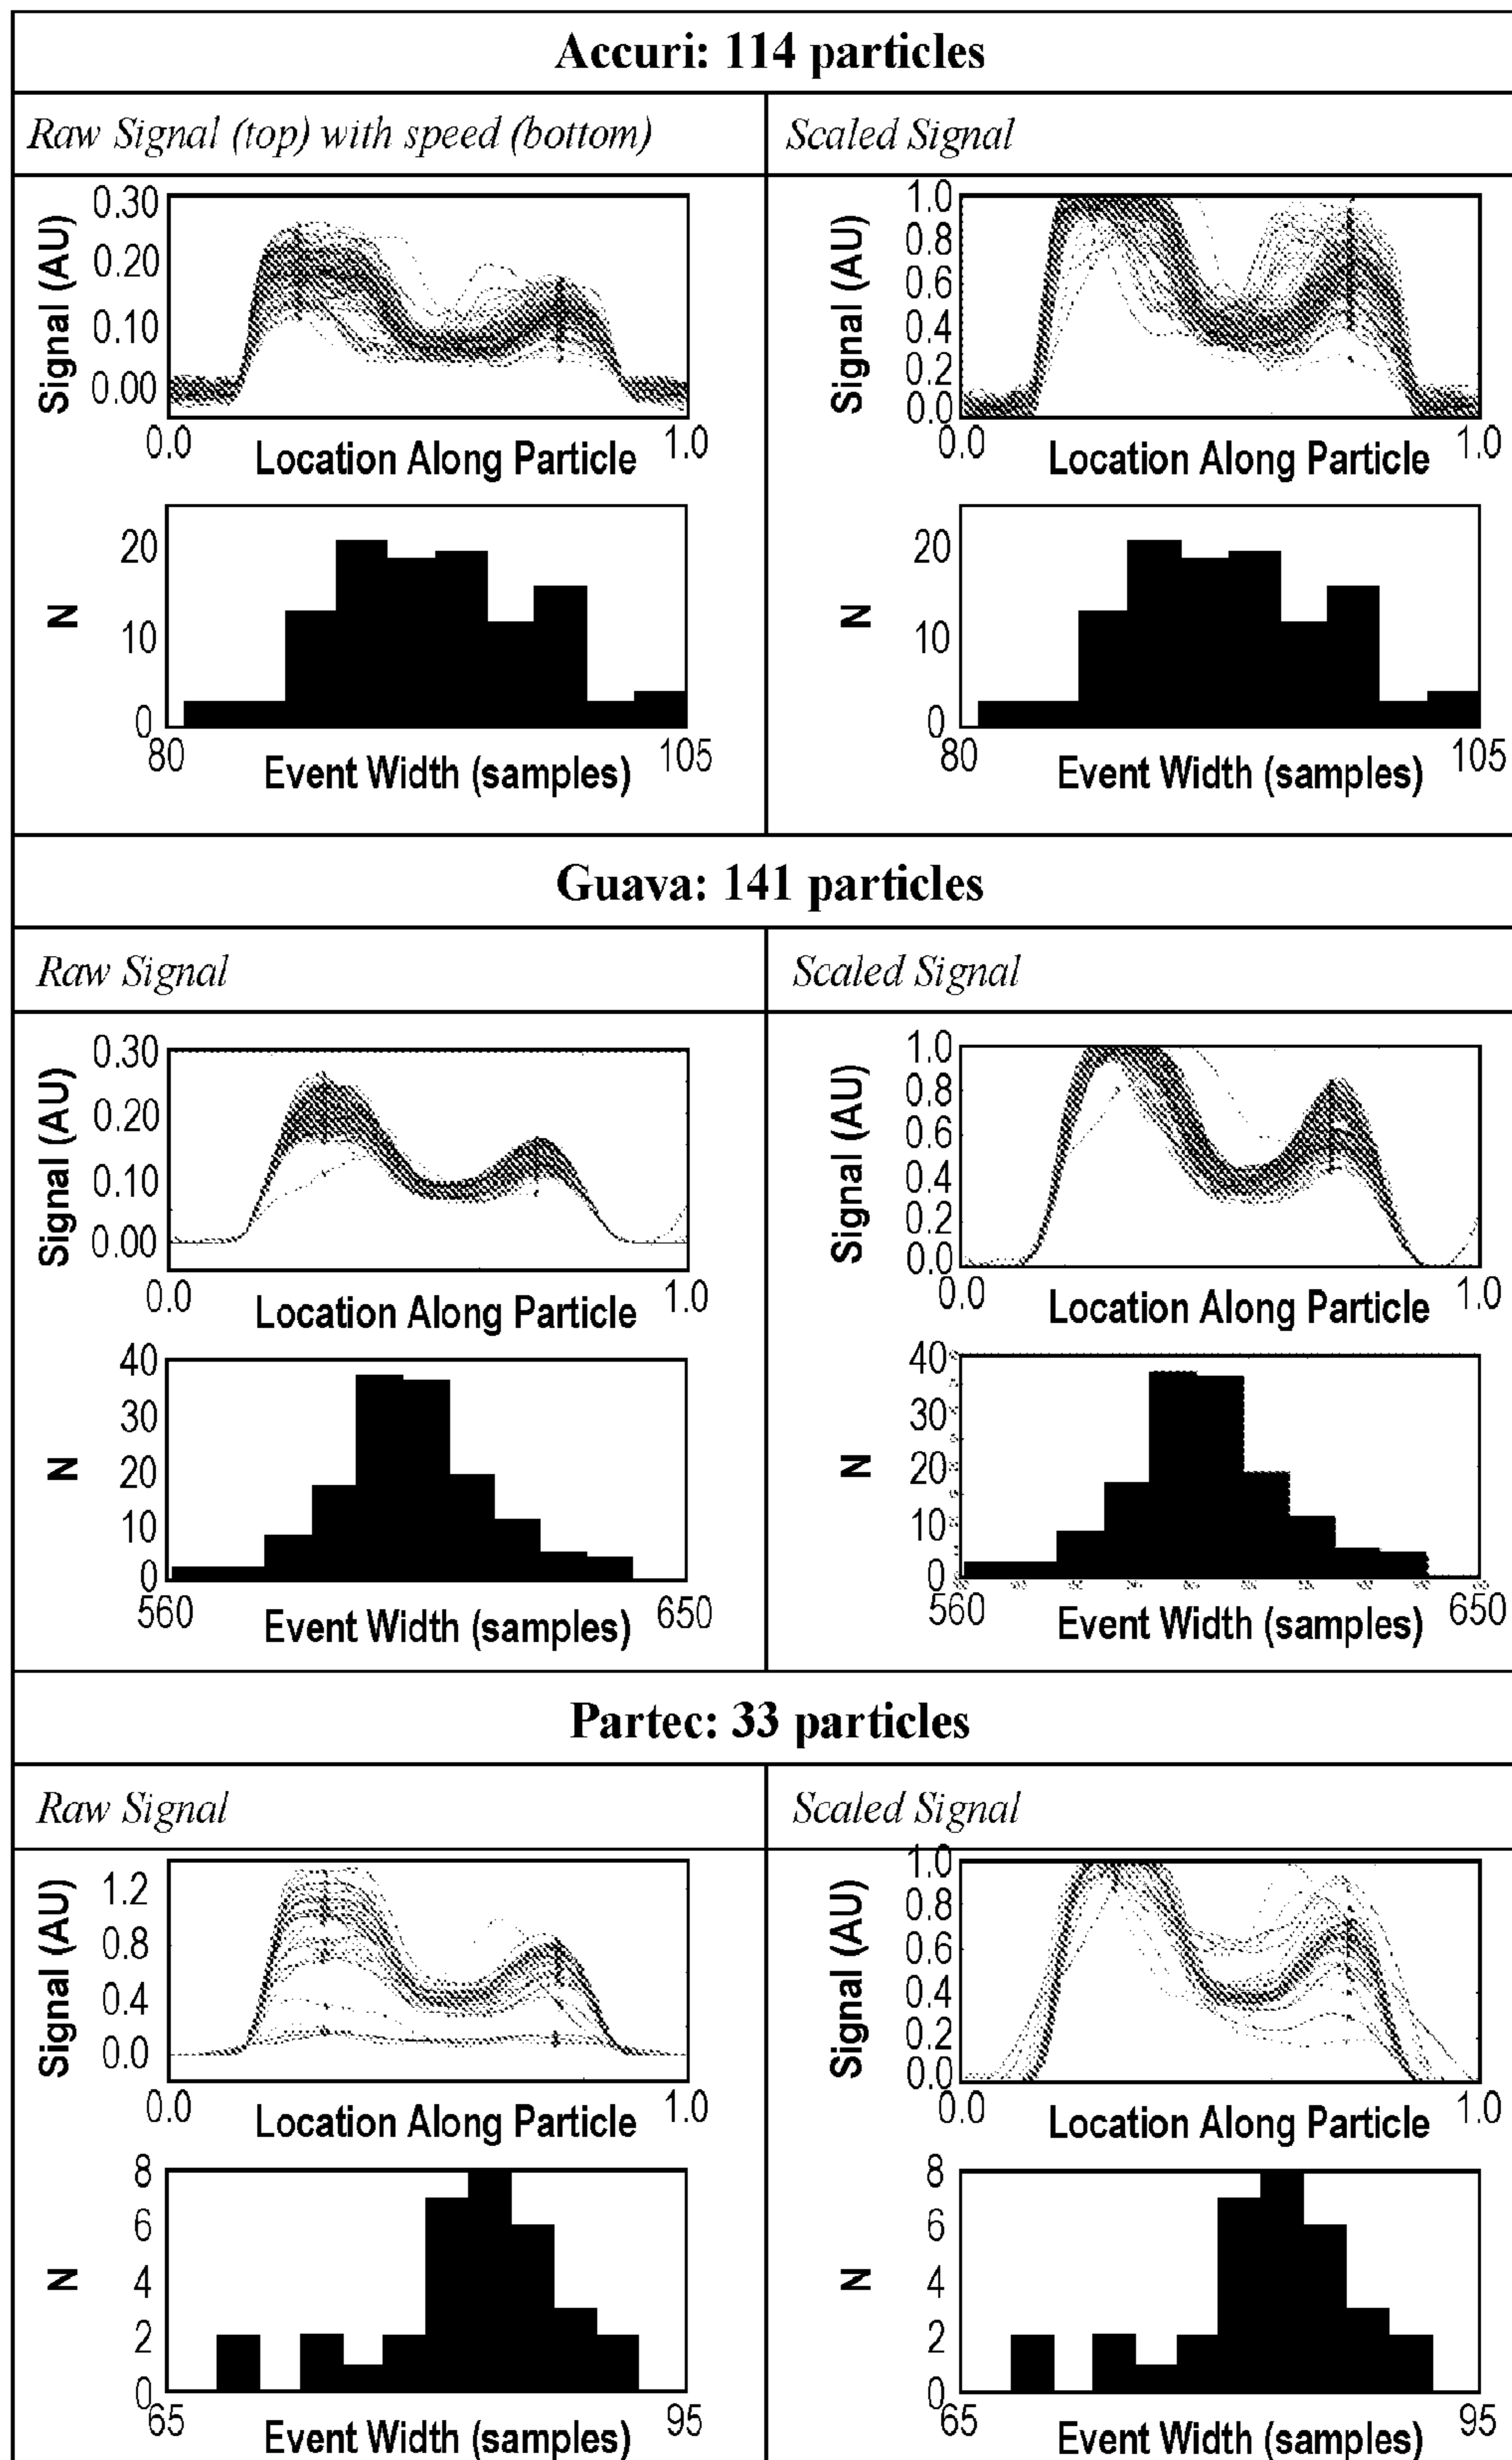 Accuri: 114 particles
Raw Signal (top) with speed (bottom)
Scaled Signal
Signal (AU)
0.30
0.20
0.10
0.00
0.0
Location Along Particle
1.0
Signal (AU)
1.0
0.8
0.6
0.4
0.2
0.0
0.0
Location Along Particle
1.0
N
20
10
0
80
Event Width (samples)
105
N
20
10
0
80
Event Width (samples)
105
Guava: 141 particles
Raw Signal
Scaled Signal
Signal (AU)
0.30
0.20
0.10
0.00
0.0
Location Along Particle
1.0
Signal (AU)
1.0
0.8
0.6
0.4
0.2
0.0
0.0
Location Along Particle
1.0
N
40
30
20
10
0
560
Event Width (samples)
650
N
40
30
20
10
0
560
Event Width (samples)
650
Partec: 33 particles
Raw Signal
Scaled Signal
Signal (AU)
1.2
0.8
0.4
0.0
0.0
Location Along Particle
1.0
Signal (AU)
1.0
0.8
0.6
0.4
0.2
0.0
0.0
Location Along Particle
1.0
N
8
6
4
2
0
65
Event Width (samples)
95
N
8
6
4
2
0
65
Event Width (samples)
95